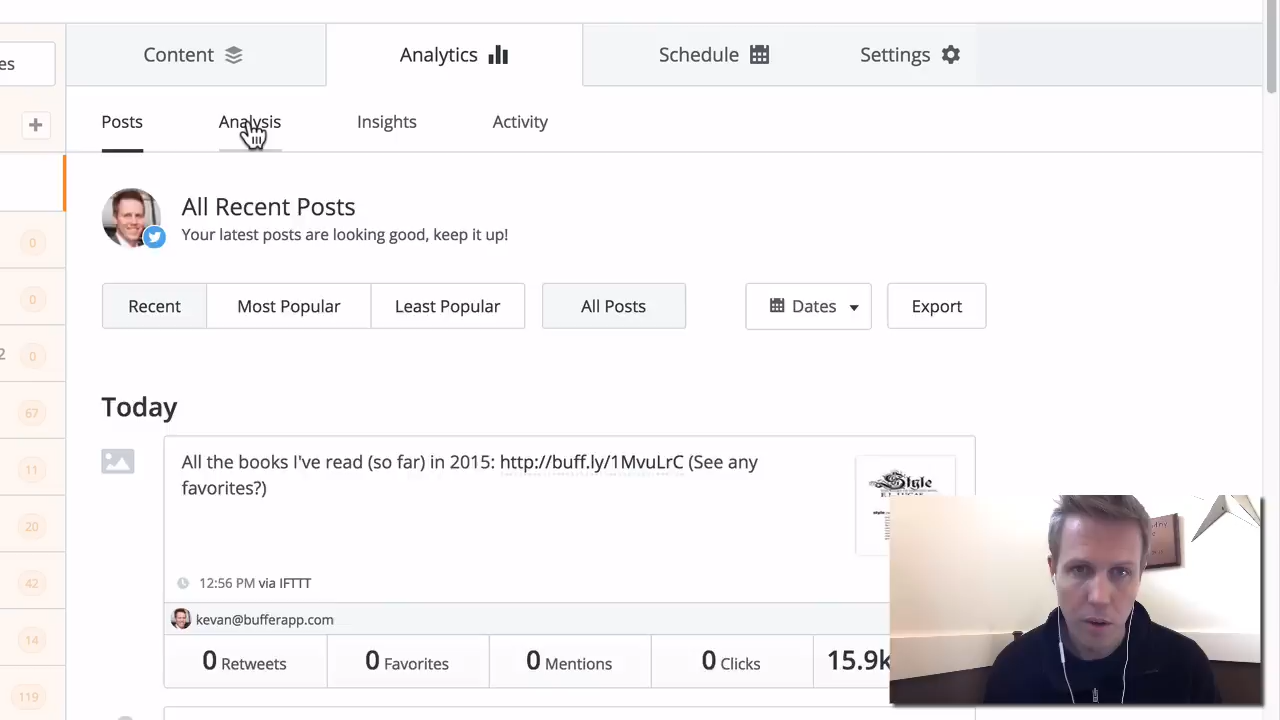 es
Content
Analytics
Schedule
Settings
+
Posts
Analysis
Insights
Activity
All Recent Posts
Your latest posts are looking good, keep it up!
Recent
Most Popular
Least Popular
All Posts
Dates
Export
0
0
2 0
67
11
20
42
14
119
Today
All the books I've read (so far) in 2015: http://buff.ly/1MvuLrC (See any
favorites?)
Style
12:56 PM via IFTTT
kevan@bufferapp.com
0 Retweets
0 Favorites
0 Mentions
0 Clicks
15.9k